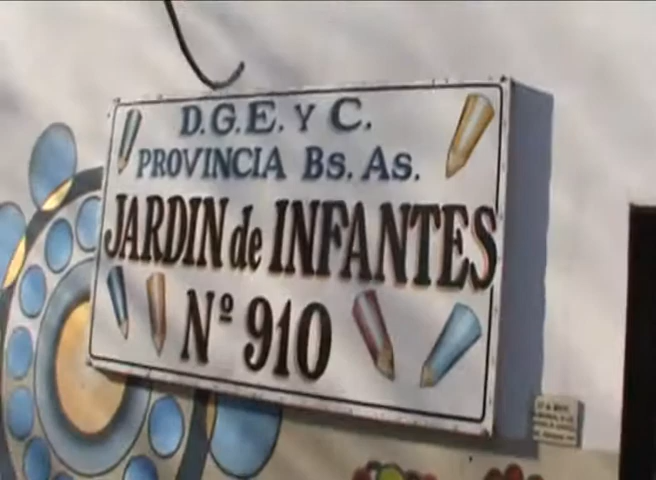 D.G.E. Y C.
PROVINCIA Bs. As.
JARDIN de INFANTES
Nº 910